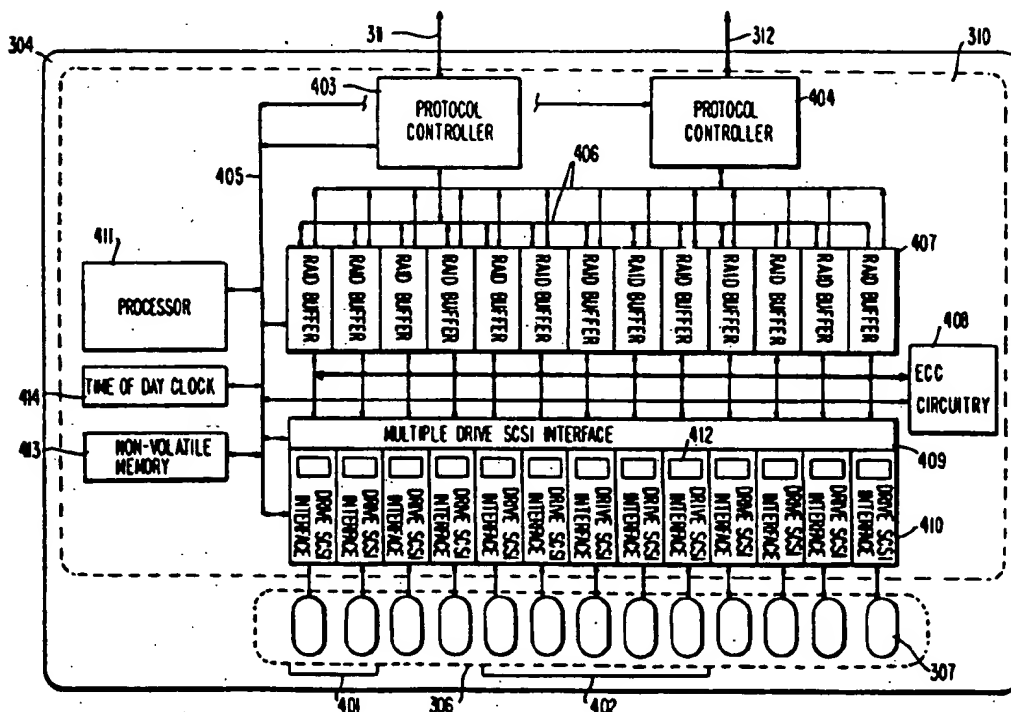 304
311
312
310
403
PROTOCOL
CONTROLLER
PROTOCOL
CONTROLLER
404
405
406
411
PROCESSOR
RAID BUFFER
RAID BUFFER
RAID BUFFER
RAID BUFFER
RAID BUFFER
RAID BUFFER
RAID BUFFER
RAID BUFFER
RAID BUFFER
RAID BUFFER
RAID BUFFER
RAID BUFFER
RAID BUFFER
407
408
ECC
CIRCUITRY
TIME OF DAY CLOCK
414
413
NON-VOLATILE
MEMORY
MULTIPLE DRIVE SCSI INTERFACE
412
409
DRIVE SCSI
INTERFACE
DRIVE SCSI
INTERFACE
DRIVE SCSI
INTERFACE
DRIVE SCSI
INTERFACE
DRIVE SCSI
INTERFACE
DRIVE SCSI
INTERFACE
DRIVE SCSI
INTERFACE
DRIVE SCSI
INTERFACE
DRIVE SCSI
INTERFACE
DRIVE SCSI
INTERFACE
DRIVE SCSI
INTERFACE
DRIVE SCSI
INTERFACE
DRIVE SCSI
INTERFACE
410
307
401
306
402